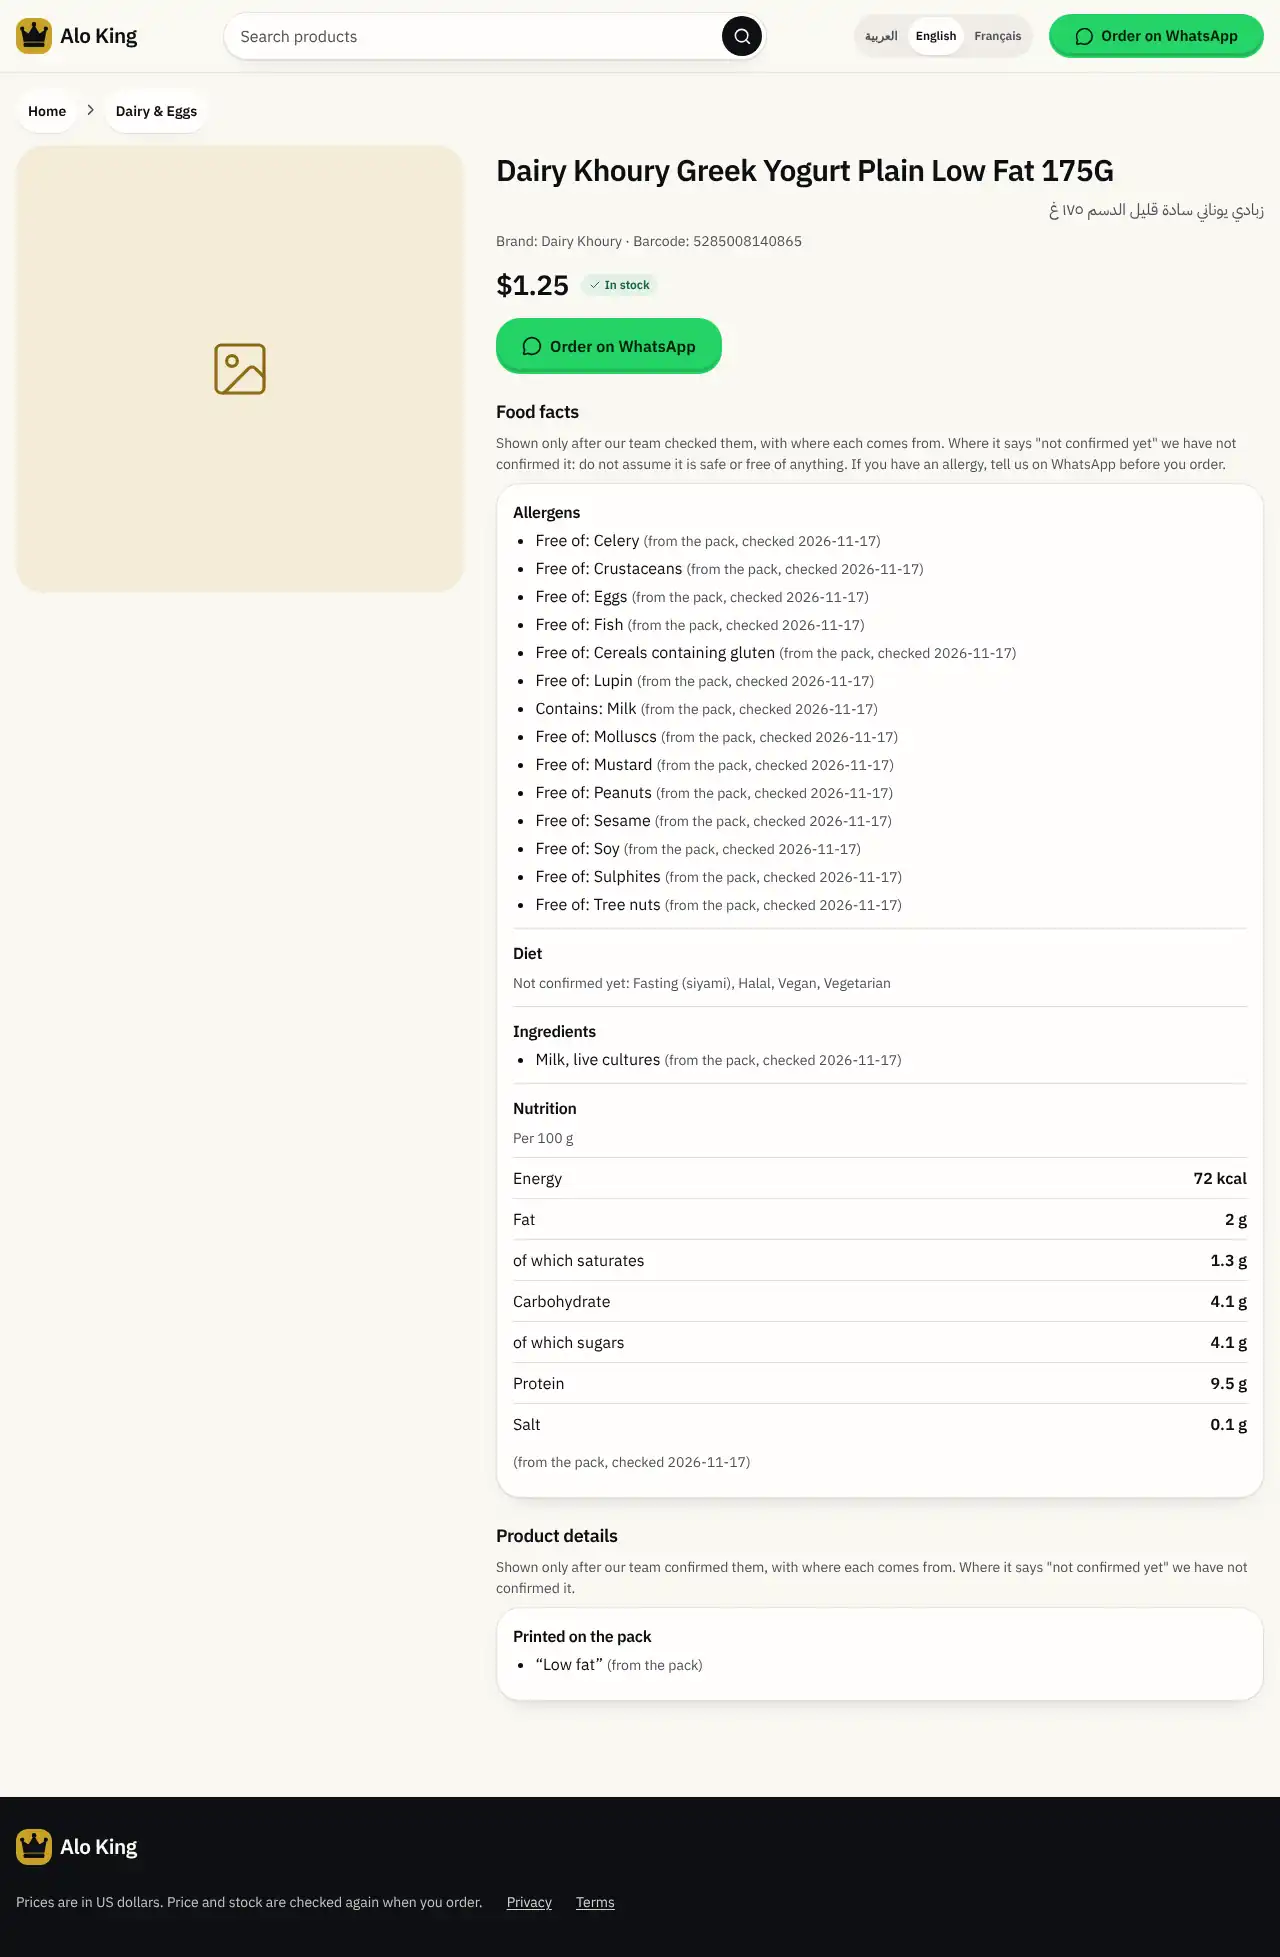 Alo King
Search products
العربية
English
Français
Order on WhatsApp
Home
Dairy & Eggs
Dairy Khoury Greek Yogurt Plain Low Fat 175G
زبادي يوناني سادة قليل الدسم ١٧٥ غ
Brand: Dairy Khoury · Barcode: 5285008140865
$1.25
In stock
Order on WhatsApp
Food facts
Shown only after our team checked them, with where each comes from. Where it says "not confirmed yet" we have not
confirmed it: do not assume it is safe or free of anything. If you have an allergy, tell us on WhatsApp before you order.
Allergens
Free of: Celery (from the pack, checked 2026-11-17)
Free of: Crustaceans (from the pack, checked 2026-11-17)
Free of: Eggs (from the pack, checked 2026-11-17)
Free of: Fish (from the pack, checked 2026-11-17)
Free of: Cereals containing gluten (from the pack, checked 2026-11-17)
Free of: Lupin (from the pack, checked 2026-11-17)
Contains: Milk (from the pack, checked 2026-11-17)
Free of: Molluscs (from the pack, checked 2026-11-17)
Free of: Mustard (from the pack, checked 2026-11-17)
Free of: Peanuts (from the pack, checked 2026-11-17)
Free of: Sesame (from the pack, checked 2026-11-17)
Free of: Soy (from the pack, checked 2026-11-17)
Free of: Sulphites (from the pack, checked 2026-11-17)
Free of: Tree nuts (from the pack, checked 2026-11-17)
Diet
Not confirmed yet: Fasting (siyami), Halal, Vegan, Vegetarian
Ingredients
Milk, live cultures (from the pack, checked 2026-11-17)
Nutrition
Per 100 g
Energy 72 kcal
Fat 2 g
of which saturates 1.3 g
Carbohydrate 4.1 g
of which sugars 4.1 g
Protein 9.5 g
Salt 0.1 g
(from the pack, checked 2026-11-17)
Product details
Shown only after our team confirmed them, with where each comes from. Where it says "not confirmed yet" we have not
confirmed it.
Printed on the pack
“Low fat” (from the pack)
Alo King
Prices are in US dollars. Price and stock are checked again when you order.
Privacy
Terms